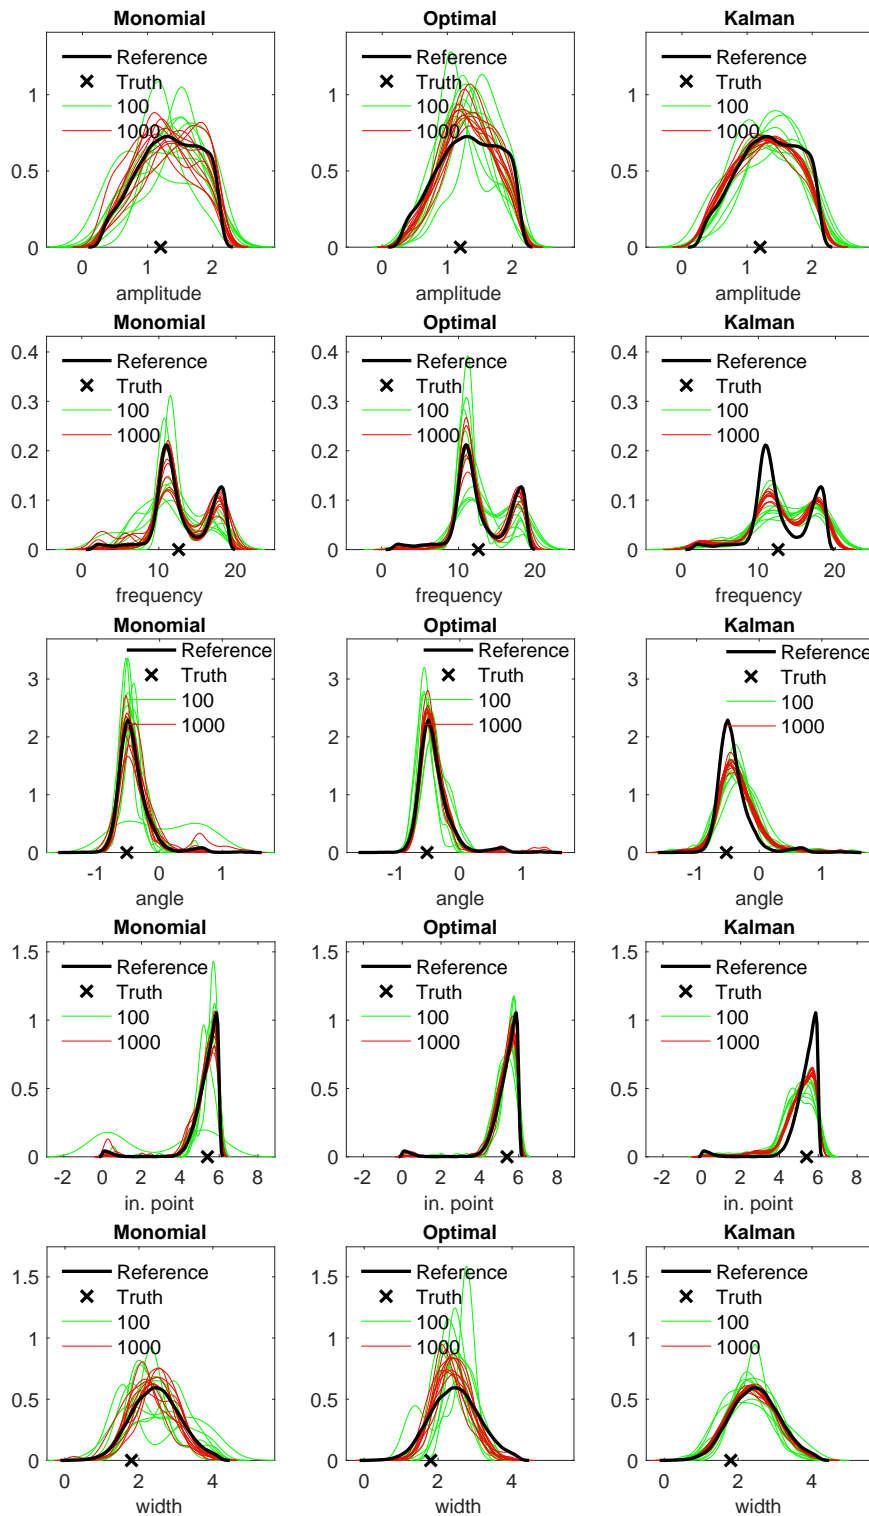 Monomial Optimal Kalman
Reference Reference Reference
Truth Truth Truth
1 100 1 100 1 100
1000 1000 1000
0.5 0.5 0.5
0 0 0
0 1 2 0 1 2 0 1 2
amplitude amplitude amplitude
Monomial Optimal Kalman
0.4 Reference 0.4 Reference 0.4 Reference
Truth Truth Truth
0.3 100 0.3 100 0.3 100
1000 1000 1000
0.2 0.2 0.2
0.1 0.1 0.1
0 0 0
0 10 20 0 10 20 0 10 20
frequency frequency frequency
Monomial Optimal Kalman
Reference Reference Reference
3 Truth 3 Truth 3 Truth
100 100 100
1000 1000 1000
2 2 2
1 1 1
0 0 0
-1 0 1 -1 0 1 -1 0 1
angle angle angle
Monomial Optimal Kalman
1.5 Reference 1.5 Reference 1.5 Reference
Truth Truth Truth
1 100 1 100 1 100
1000 1000 1000
0.5 0.5 0.5
0 0 0
-2 0 2 4 6 8 -2 0 2 4 6 8 -2 0 2 4 6 8
in. point in. point in. point
Monomial Optimal Kalman
1.5 Reference 1.5 Reference 1.5 Reference
Truth Truth Truth
100 100 100
1 1000 1 1000 1 1000
0.5 0.5 0.5
0 0 0
0 2 4 0 2 4 0 2 4
width width width